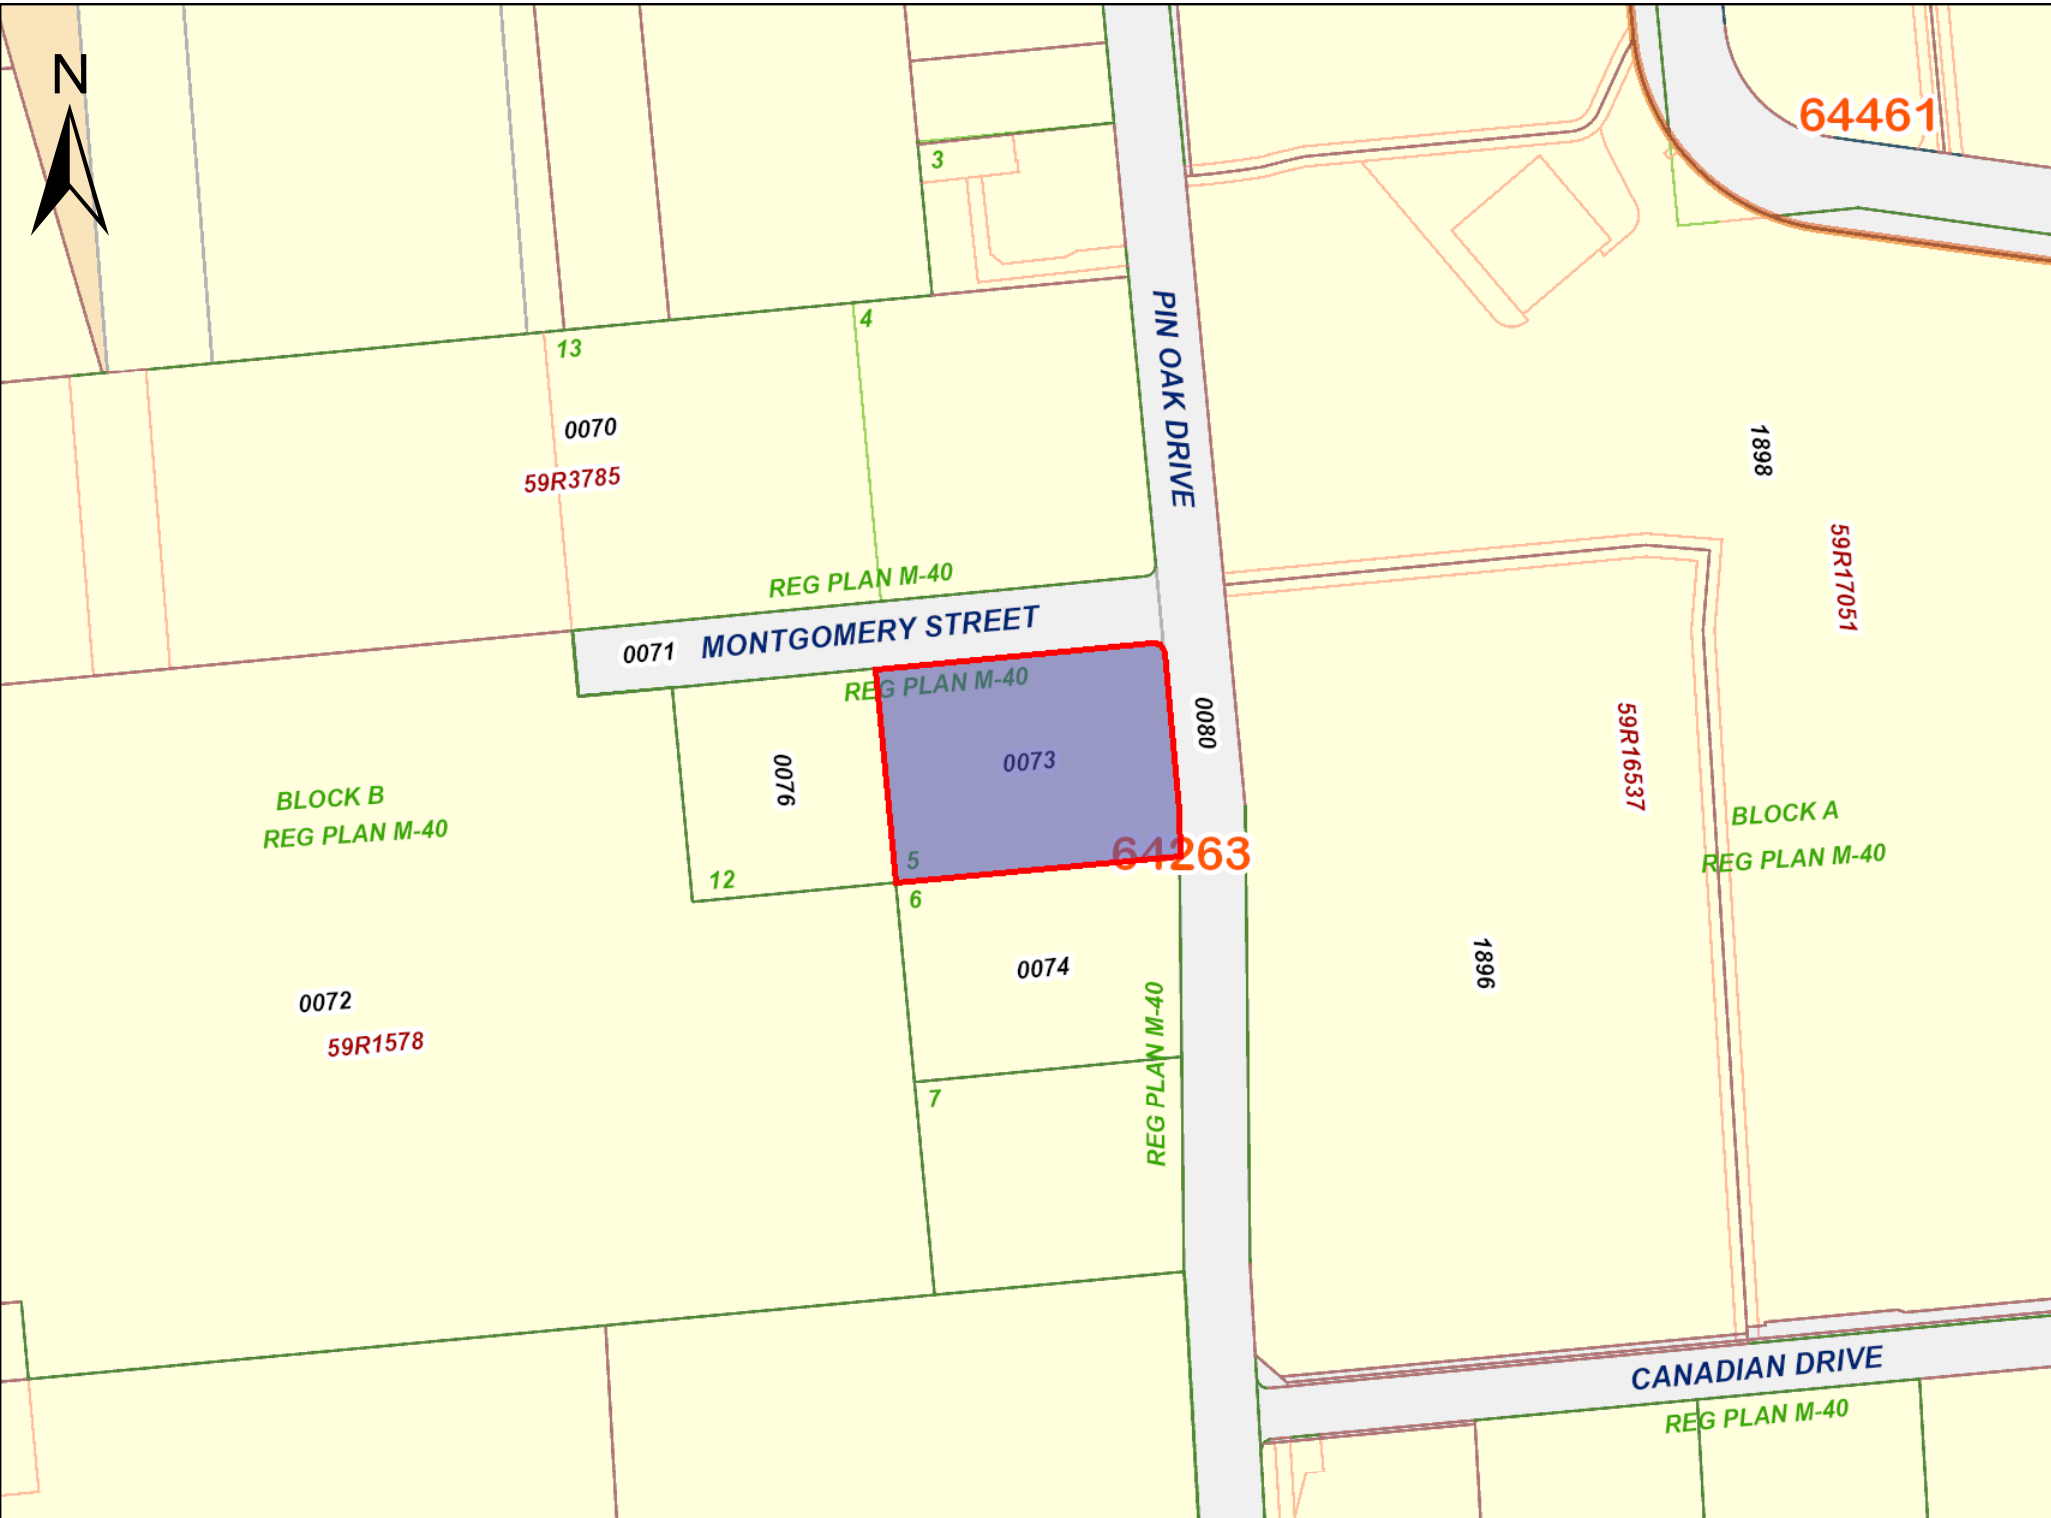 N
64461
3
4
13
0070
59R3785
PIN OAK DRIVE
1898
59R17051
REG PLAN M-40
MONTGOMERY STREET
0071
REG PLAN M-40
0080
59R16537
0073
0076
BLOCK B
REG PLAN M-40
BLOCK A
REG PLAN M-40
64263
5
12
6
0074
1896
0072
59R1578
REG PLAN M-40
7
CANADIAN DRIVE
REG PLAN M-40